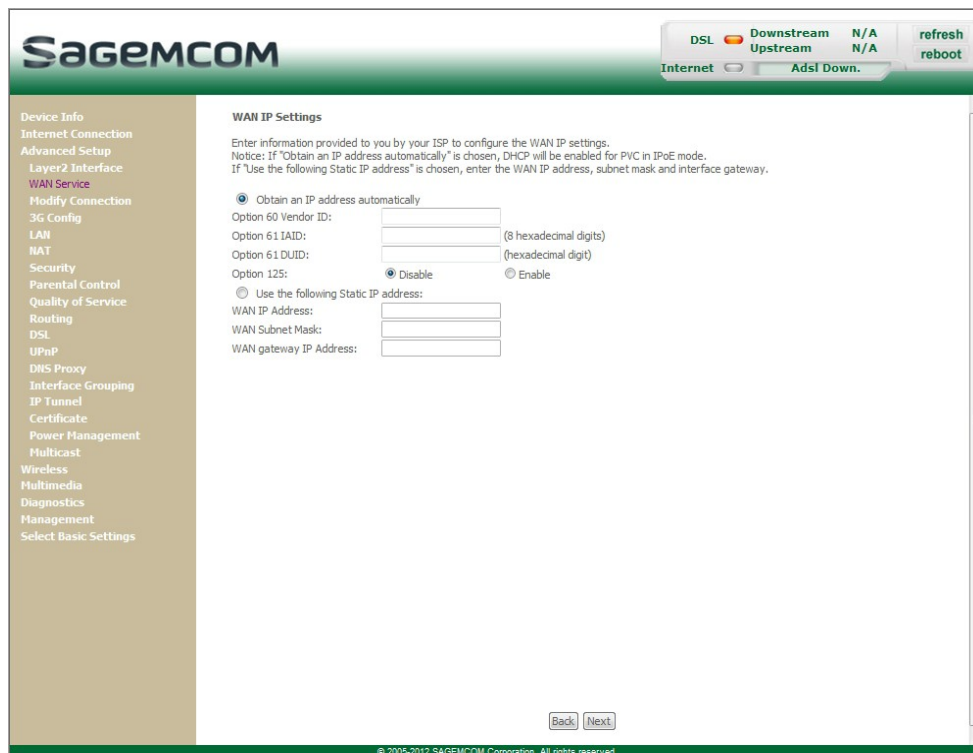 SAGEMCOM
DSL Downstream N/A
Upstream N/A
Internet Adsl Down.
refresh
reboot
Device Info
Internet Connection
Advanced Setup
Layer2 Interface
WAN Service
Modify Connection
3G Config
LAN
NAT
Security
Parental Control
Quality of Service
Routing
DSL
UPnP
DNS Proxy
Interface Grouping
IP Tunnel
Certificate
Power Management
Multicast
Wireless
Multimedia
Diagnostics
Management
Select Basic Settings
WAN IP Settings
Enter information provided to you by your ISP to configure the WAN IP settings.
Notice: If "Obtain an IP address automatically" is chosen, DHCP will be enabled for PVC in IPoE mode.
If "Use the following Static IP address" is chosen, enter the WAN IP address, subnet mask and interface gateway.
Obtain an IP address automatically
Option 60 Vendor ID:
Option 61 IAID: (8 hexadecimal digits)
Option 61 DUID: (hexadecimal digit)
Option 125: Disable Enable
Use the following Static IP address:
WAN IP Address:
WAN Subnet Mask:
WAN gateway IP Address:
Back Next
© 2005-2012 SAGEMCOM Corporation. All rights reserved.